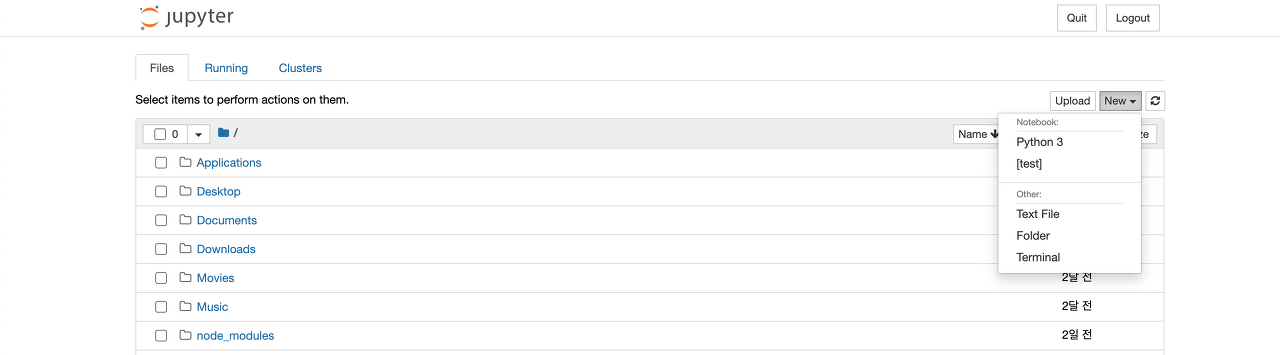 jupyter
Quit
Logout
Files
Running
Clusters
Select items to perform actions on them.
Upload
New
0
/
Name
ze
Notebook:
Python 3
[test]
Other:
Text File
Folder
Terminal
Applications
Desktop
Documents
Downloads
Movies
2달 전
Music
2달 전
node_modules
2일 전